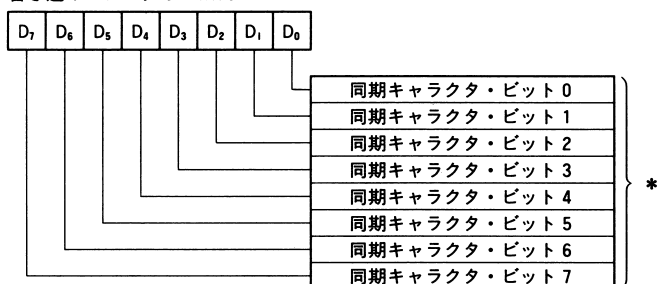 D₇ D₆ D₅ D₄ D₃ D₂ D₁ D₀
同期キャラクタ・ビット0
同期キャラクタ・ビット1
同期キャラクタ・ビット2
同期キャラクタ・ビット3
同期キャラクタ・ビット4
同期キャラクタ・ビット5
同期キャラクタ・ビット6
同期キャラクタ・ビット7
*